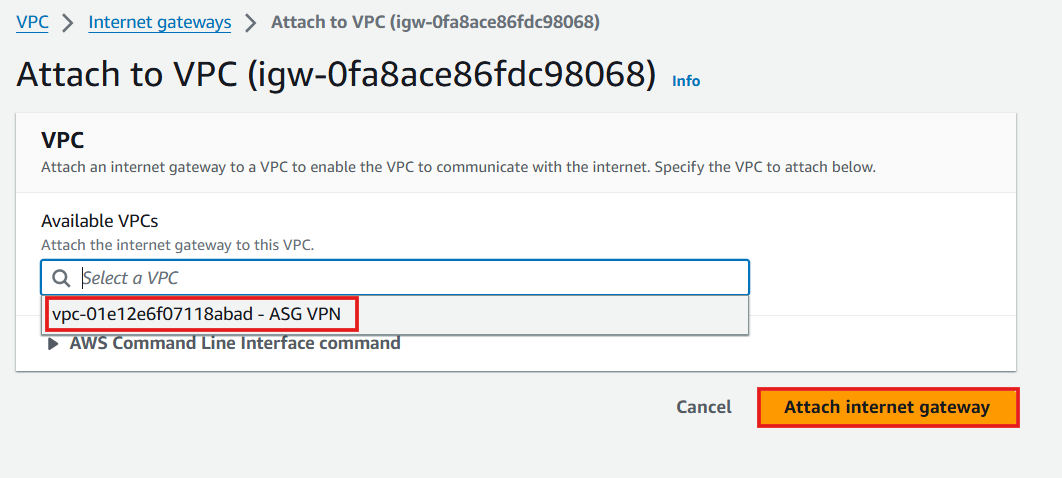 VPC > Internet gateways > Attach to VPC (igw-0fa8ace86fdc98068)
Attach to VPC (igw-0fa8ace86fdc98068) Info
VPC
Attach an internet gateway to a VPC to enable the VPC to communicate with the internet. Specify the VPC to attach below.
Available VPCs
Attach the internet gateway to this VPC.
Select a VPC
vpc-01e12e6f07118abad - ASG VPN
AWS Command Line Interface command
Cancel Attach internet gateway